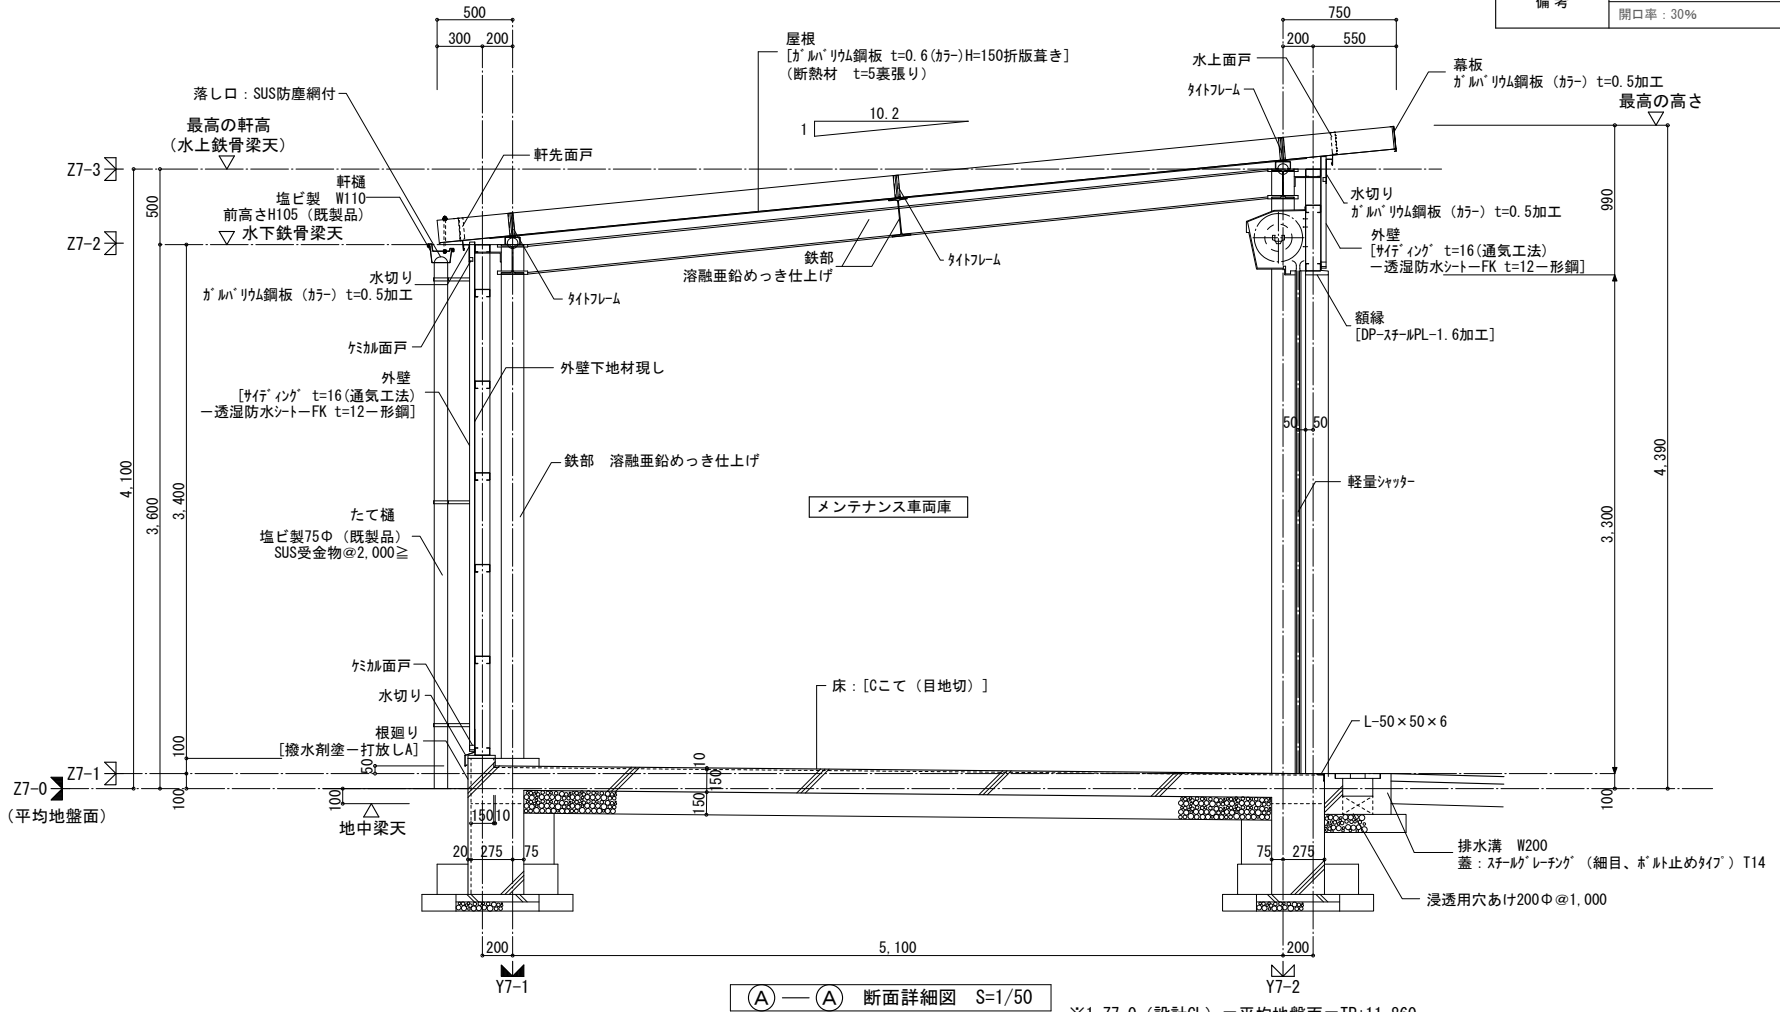 備 考
開口率：30%
500
300
200
750
200
550
屋根
[ｶﾞﾙﾊﾞﾘｳﾑ鋼板 t=0.6(ｶﾗｰ)H=150折版葺き]
(断熱材 t=5裏張り)
10.2
1
水上面戸
ﾀｲﾄﾌﾚｰﾑ
幕板
ｶﾞﾙﾊﾞﾘｳﾑ鋼板 (ｶﾗｰ) t=0.5加工
最高の高さ
落し口：SUS防塵網付
最高の軒高
(水上鉄骨梁天)
Z7-3
軒先面戸
軒樋
塩ビ製 W110
前高さH105 (既製品)
水下鉄骨梁天
Z7-2
500
水切り
ｶﾞﾙﾊﾞﾘｳﾑ鋼板 (ｶﾗｰ) t=0.5加工
ﾀｲﾄﾌﾚｰﾑ
鉄部
溶融亜鉛めっき仕上げ
ﾀｲﾄﾌﾚｰﾑ
水切り
ｶﾞﾙﾊﾞﾘｳﾑ鋼板 (ｶﾗｰ) t=0.5加工
外壁
[ｻｲﾃﾞｨﾝｸﾞ t=16(通気工法)
－透湿防水ｼｰﾄ－FK t=12－形鋼]
990
額縁
[DP-ｽﾁｰﾙPL-1.6加工]
ｹﾐｶﾙ面戸
外壁
[ｻｲﾃﾞｨﾝｸﾞ t=16(通気工法)
－透湿防水ｼｰﾄ－FK t=12－形鋼]
外壁下地材現し
50
50
鉄部 溶融亜鉛めっき仕上げ
4,100
3,600
3,400
メンテナンス車両庫
軽量ｼｬｯﾀｰ
4,390
3,300
たて樋
塩ビ製75Φ (既製品)
SUS受金物@2,000≧
ｹﾐｶﾙ面戸
水切り
根廻り
[撥水剤塗－打放しA]
床：[Cこて (目地切) ]
L-50×50×6
100
50
Z7-1
Z7-0
(平均地盤面)
100
100
地中梁天
10
150
150
150
10
100
20
275
75
75
275
排水溝 W200
蓋：ｽﾁｰﾙｸﾞﾚｰﾁﾝｸﾞ (細目、ﾎﾞﾙﾄ止めﾀｲﾌﾟ) T14
浸透用穴あけ200Φ@1,000
200
5,100
200
Y7-1
Y7-2
A — A 断面詳細図 S=1/50
※1 Z7-0 (設計GL) ＝平均地盤面＝TP+11.860